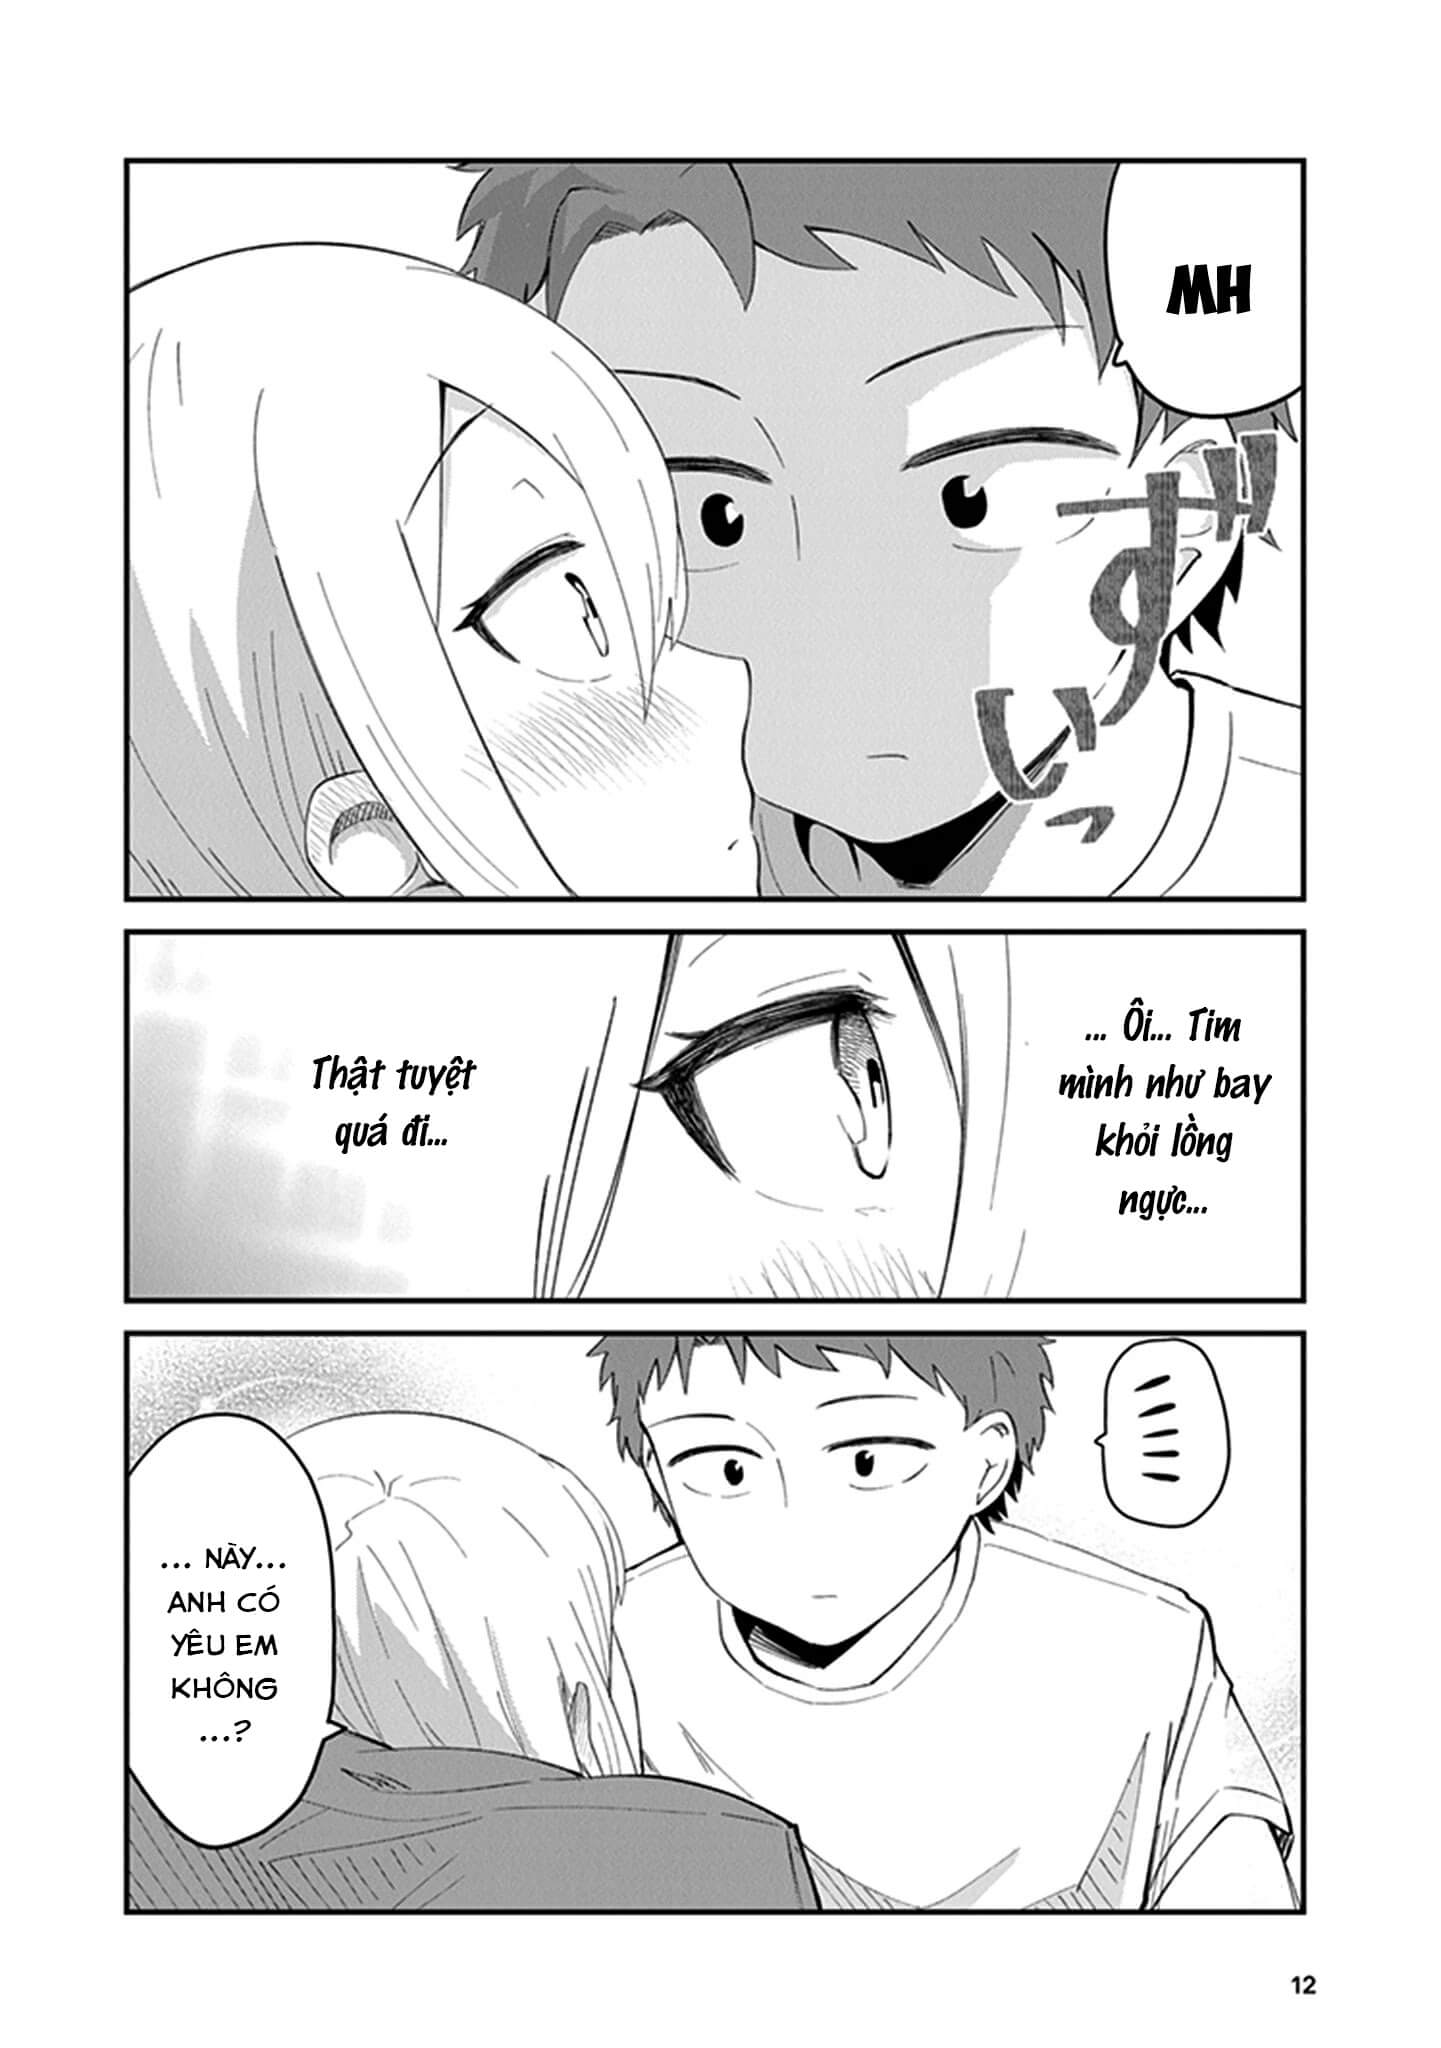 MH
ずいっ
... Ôi... Tim
mình như bay
khỏi lồng
ngực...
Thật tuyệt
quá đi...
... NÀY...
ANH CÓ
YÊU EM
KHÔNG
...?
12